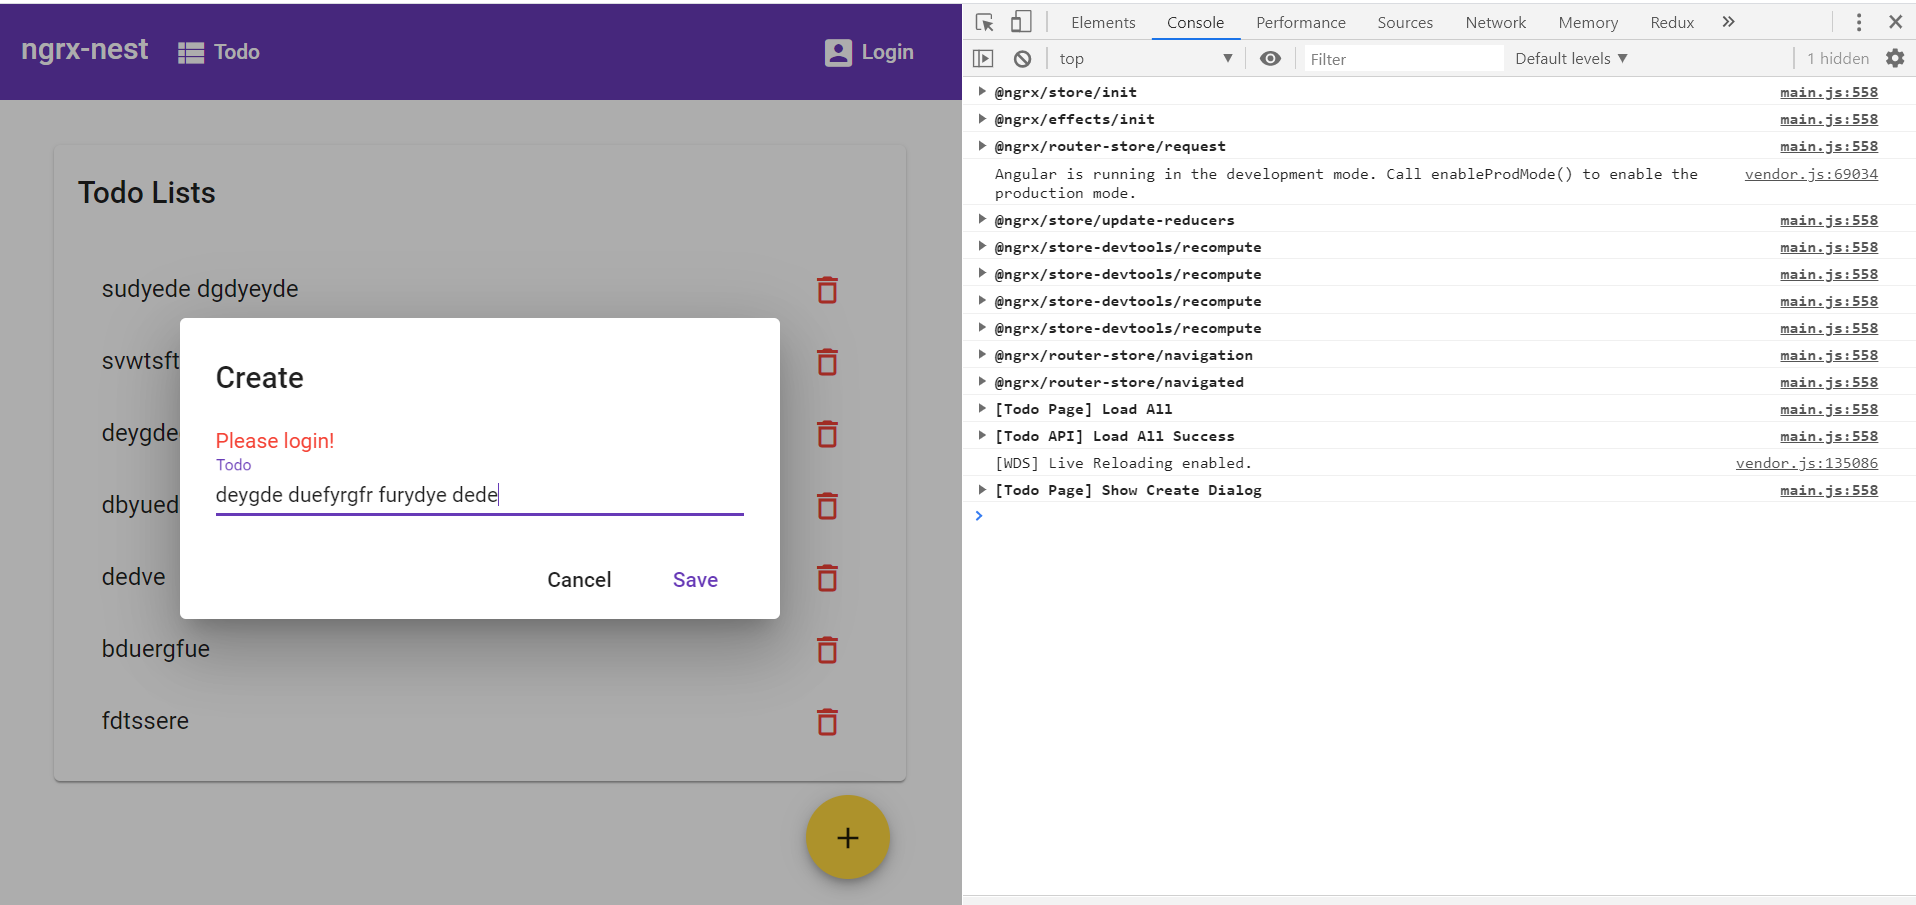 ngrx-nest Todo Login
Todo Lists
sudyede dgdyeyde
svwtsft
deygde
dbyued
dedve
bduergfue
fdtssere
Create
Please login!
Todo
deygde duefyrgfr furydye dede
Cancel Save
+
Elements Console Performance Sources Network Memory Redux
top Filter Default levels 1 hidden
@ngrx/store/init main.js:558
@ngrx/effects/init main.js:558
@ngrx/router-store/request main.js:558
Angular is running in the development mode. Call enableProdMode() to enable the vendor.js:69034
production mode.
@ngrx/store/update-reducers main.js:558
@ngrx/store-devtools/recompute main.js:558
@ngrx/store-devtools/recompute main.js:558
@ngrx/store-devtools/recompute main.js:558
@ngrx/store-devtools/recompute main.js:558
@ngrx/router-store/navigation main.js:558
@ngrx/router-store/navigated main.js:558
[Todo Page] Load All main.js:558
[Todo API] Load All Success main.js:558
[WDS] Live Reloading enabled. vendor.js:135086
[Todo Page] Show Create Dialog main.js:558